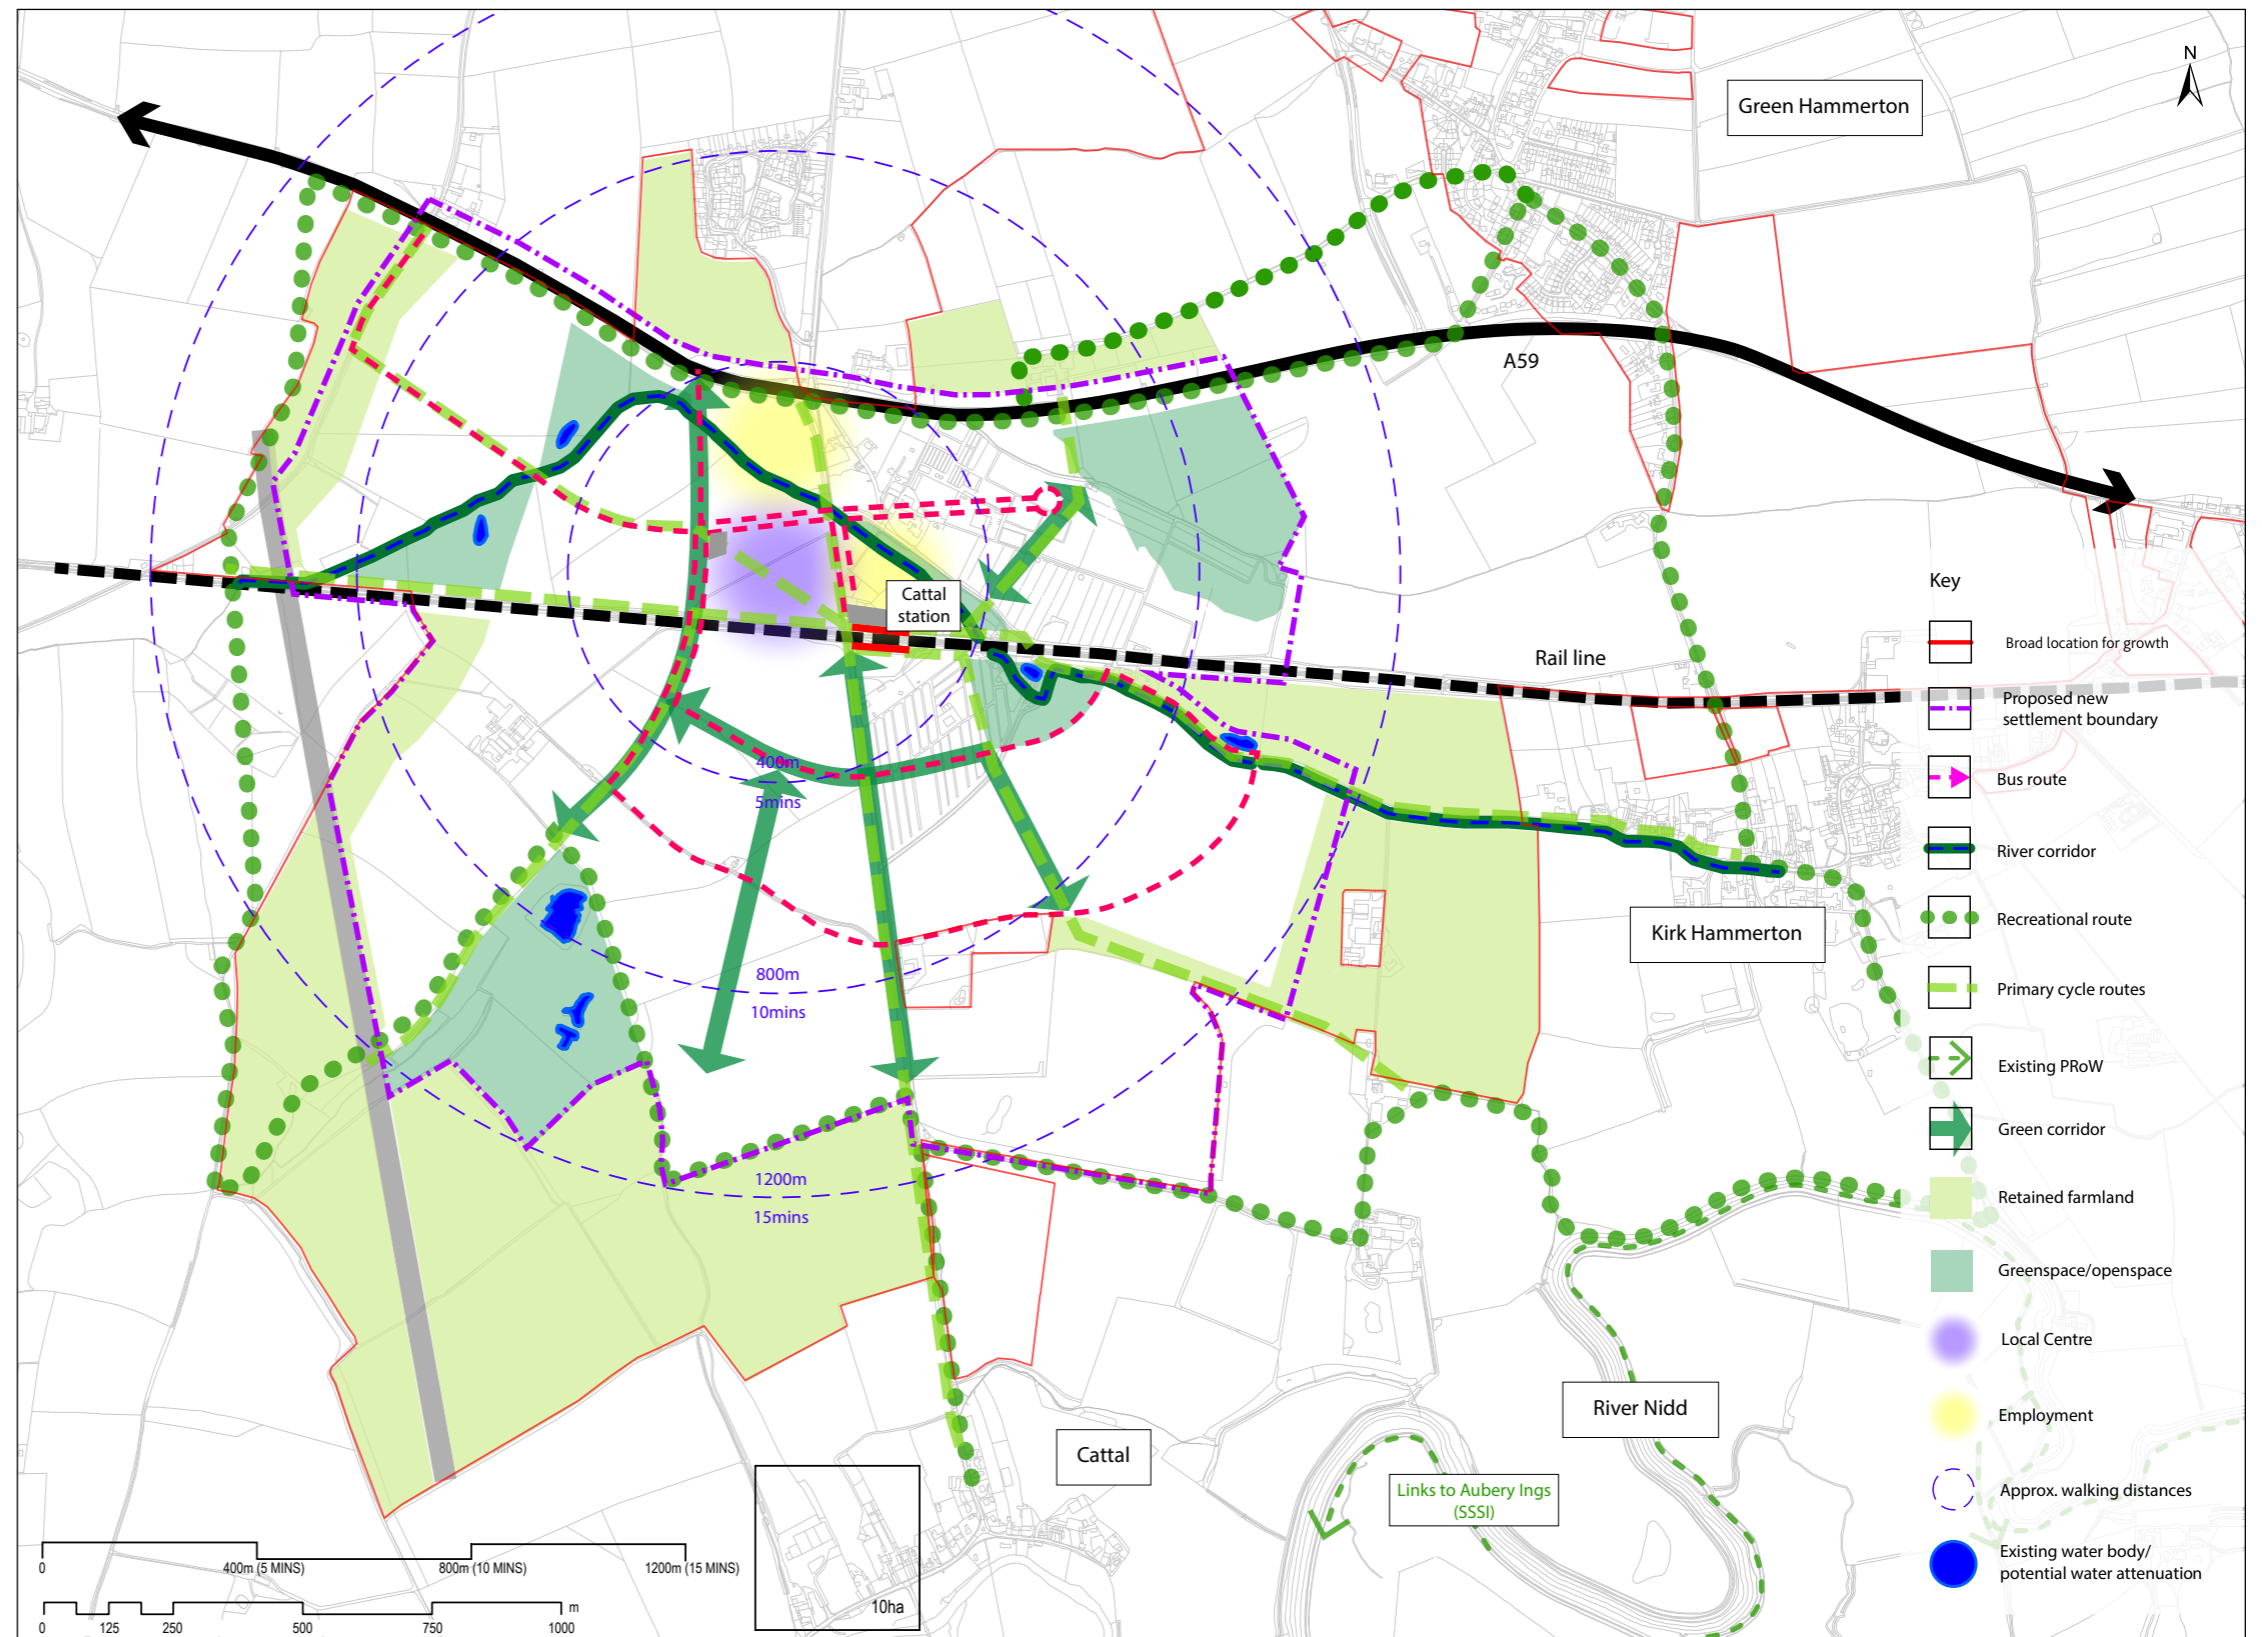 N
Green Hammerton
A59
Cattal
station
Rail line
400m
5mins
800m
10mins
1200m
15mins
Kirk Hammerton
River Nidd
Cattal
Links to Aubery Ings
(SSSI)
Key
Broad location for growth
Proposed new
settlement boundary
Bus route
River corridor
Recreational route
Primary cycle routes
Existing PRoW
Green corridor
Retained farmland
Greenspace/openspace
Local Centre
Employment
Approx. walking distances
Existing water body/
potential water attenuation
0 400m (5 MINS) 800m (10 MINS) 1200m (15 MINS)
m
0 125 250 500 750 1000
10ha